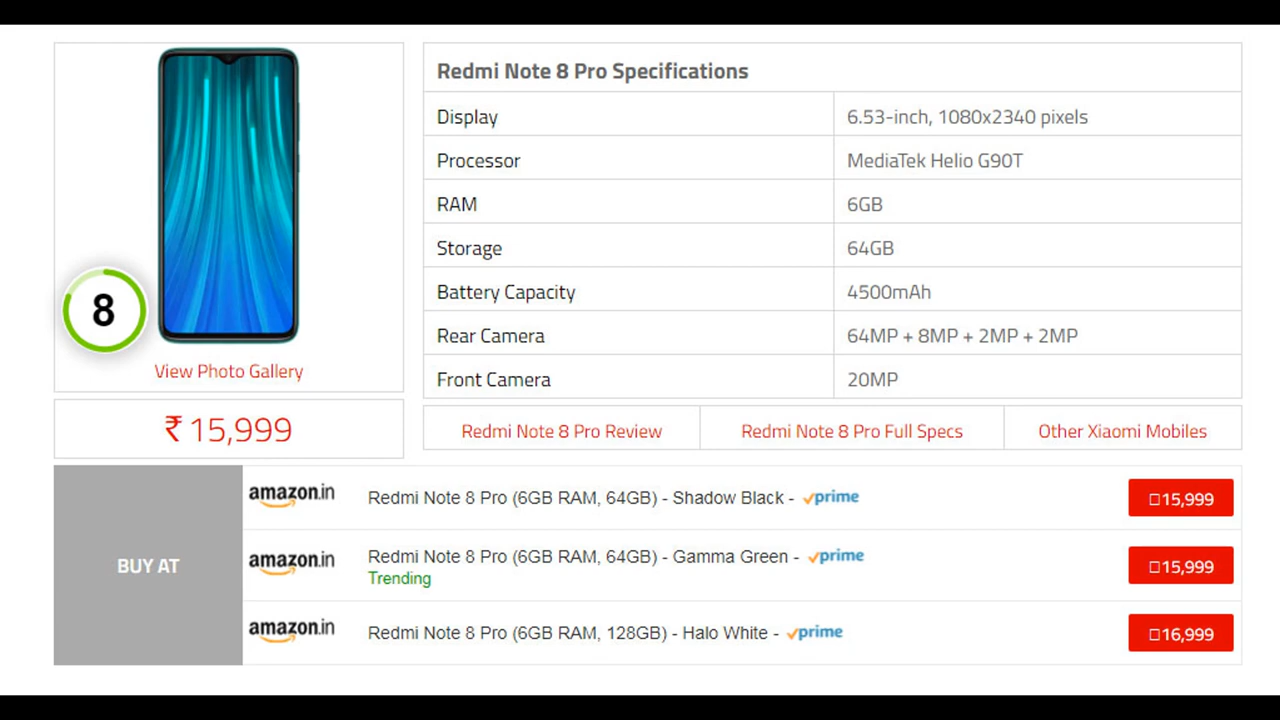 Redmi Note 8 Pro Specifications
Display 6.53-inch, 1080x2340 pixels
Processor MediaTek Helio G90T
RAM 6GB
Storage 64GB
Battery Capacity 4500mAh
Rear Camera 64MP + 8MP + 2MP + 2MP
Front Camera 20MP
8
View Photo Gallery
₹ 15,999
Redmi Note 8 Pro Review
Redmi Note 8 Pro Full Specs
Other Xiaomi Mobiles
BUY AT
amazon.in Redmi Note 8 Pro (6GB RAM, 64GB) - Shadow Black - prime □15,999
amazon.in Redmi Note 8 Pro (6GB RAM, 64GB) - Gamma Green - prime □15,999
Trending
amazon.in Redmi Note 8 Pro (6GB RAM, 128GB) - Halo White - prime □16,999